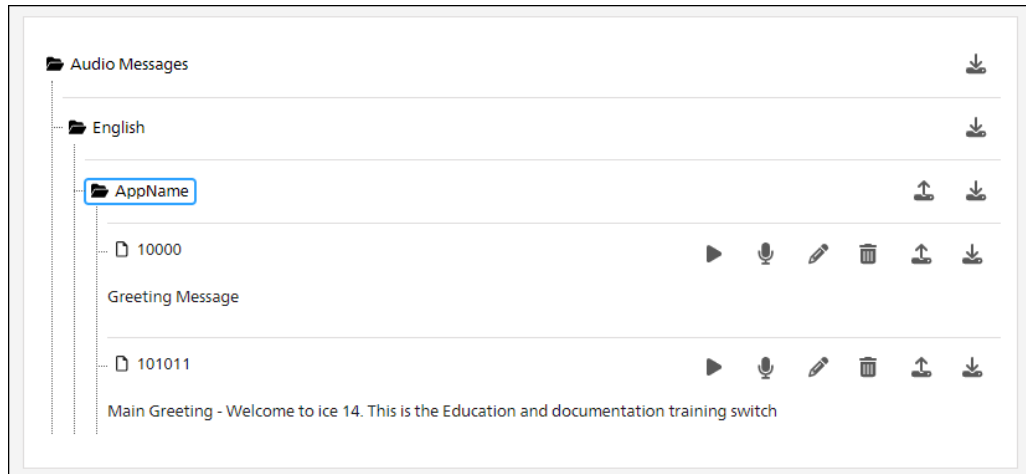 Audio Messages
English
AppName
10000
Greeting Message
101011
Main Greeting - Welcome to ice 14. This is the Education and documentation training switch